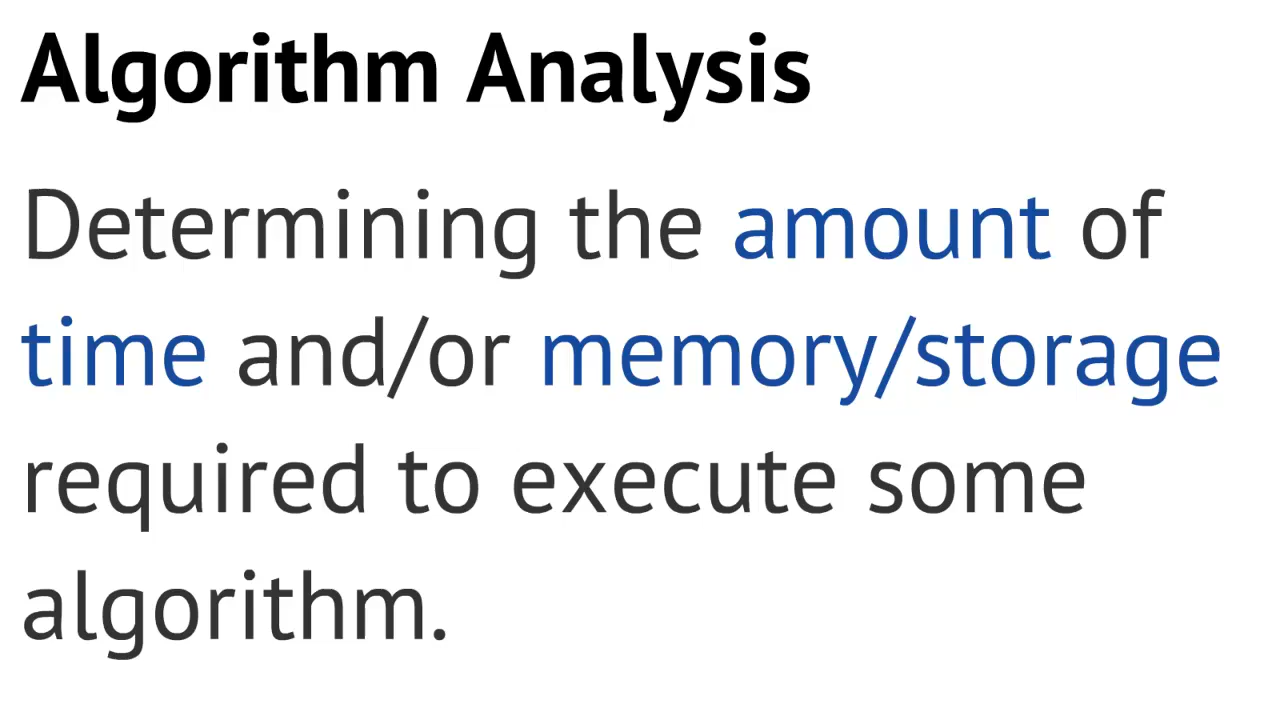 Algorithm Analysis
Determining the amount of
time and/or memory/storage
required to execute some
algorithm.